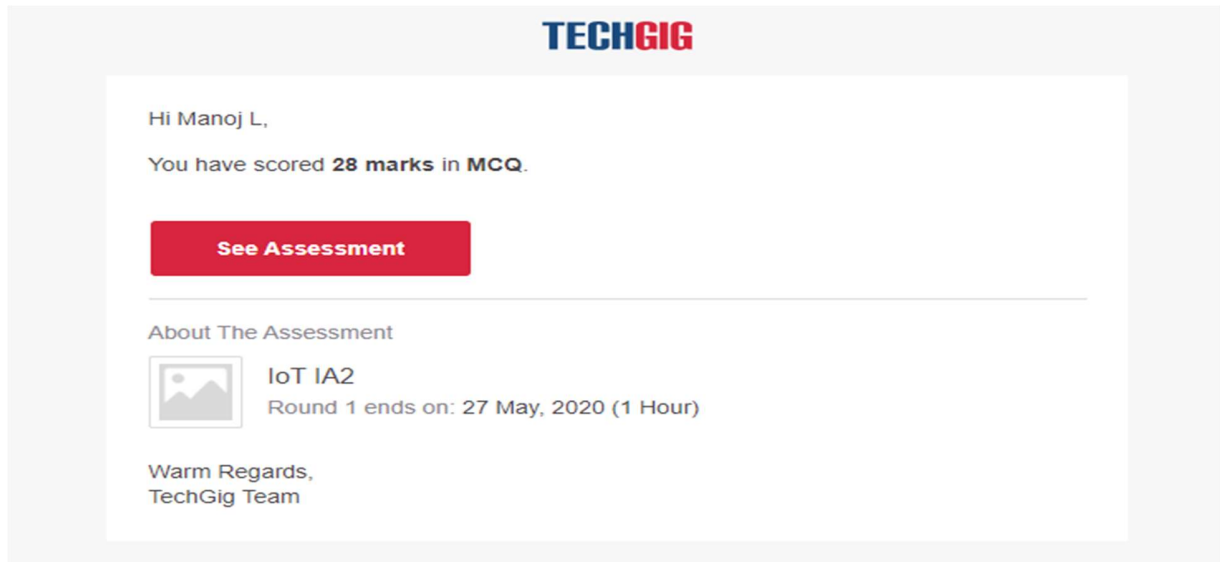 TECHGIG
Hi Manoj L,
You have scored 28 marks in MCQ.
See Assessment
About The Assessment
IoT IA2
Round 1 ends on: 27 May, 2020 (1 Hour)
Warm Regards,
TechGig Team